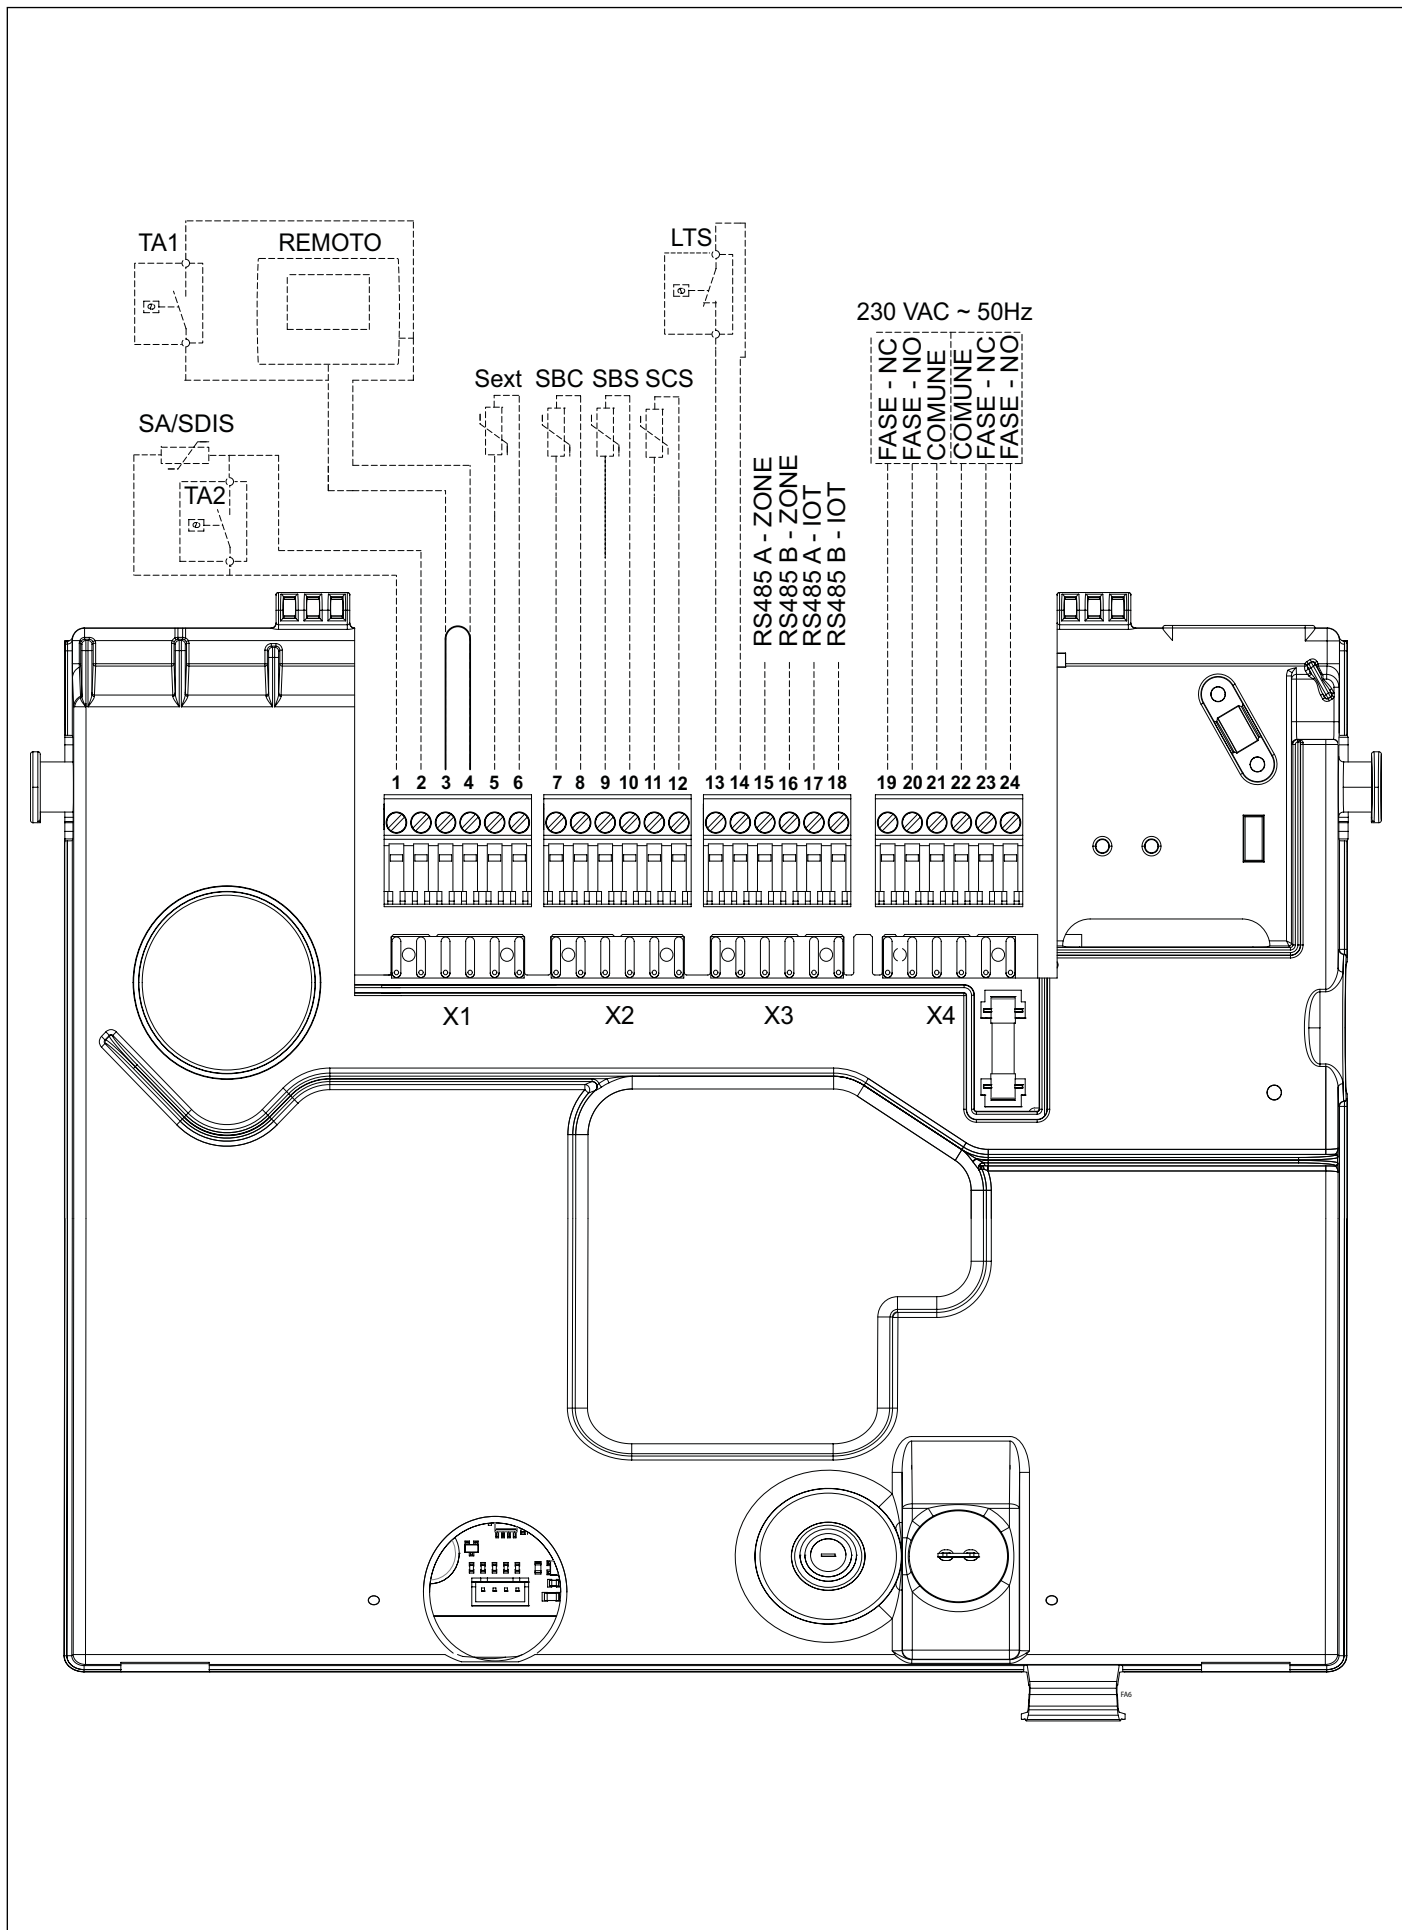 TA1
REMOTO
LTS
230 VAC ~ 50Hz
FASE - NC
FASE - NO
COMUNE
COMUNE
FASE - NC
FASE - NO
Sext
SBC
SBS
SCS
SA/SDIS
TA2
RS485 A - ZONE
RS485 B - ZONE
RS485 A - IOT
RS485 B - IOT
1 2 3 4 5 6 7 8 9 10 11 12 13 14 15 16 17 18 19 20 21 22 23 24
X1 X2 X3 X4
FA6